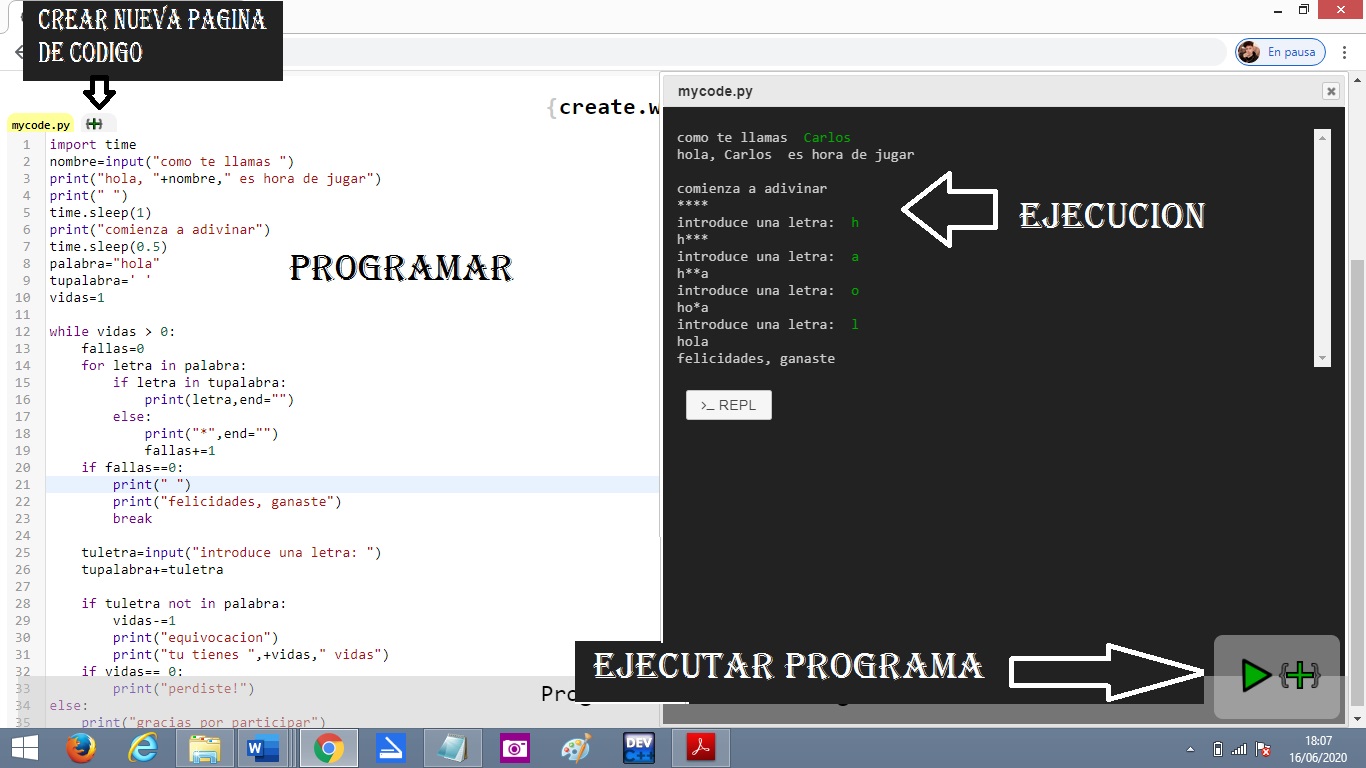 CREAR NUEVA PAGINA
DE CODIGO
En pausa
{create.w
mycode.py
1 import time
2 nombre=input("como te llamas ")
3 print("hola, "+nombre," es hora de jugar")
4 print(" ")
5 time.sleep(1)
6 print("comienza a adivinar")
7 time.sleep(0.5)
8 palabra="hola"
9 tupalabra=' '
10 vidas=1
11
12 while vidas > 0:
13     fallas=0
14     for letra in palabra:
15         if letra in tupalabra:
16             print(letra,end="")
17         else:
18             print("*",end="")
19             fallas+=1
20     if fallas==0:
21         print(" ")
22         print("felicidades, ganaste")
23         break
24
25     tuletra=input("introduce una letra: ")
26     tupalabra+=tuletra
27
28     if tuletra not in palabra:
29         vidas-=1
30         print("equivocacion")
31         print("tu tienes ",+vidas," vidas")
32     if vidas== 0:
33         print("perdiste!")
34 else:
35     print("gracias por participar")
PROGRAMAR
mycode.py
como te llamas  Carlos
hola, Carlos  es hora de jugar
comienza a adivinar
****
introduce una letra:  h
h***
introduce una letra:  a
h**a
introduce una letra:  o
ho*a
introduce una letra:  l
hola
felicidades, ganaste
>_ REPL
EJECUCION
EJECUTAR PROGRAMA
DEV
C++
18:07
16/06/2020